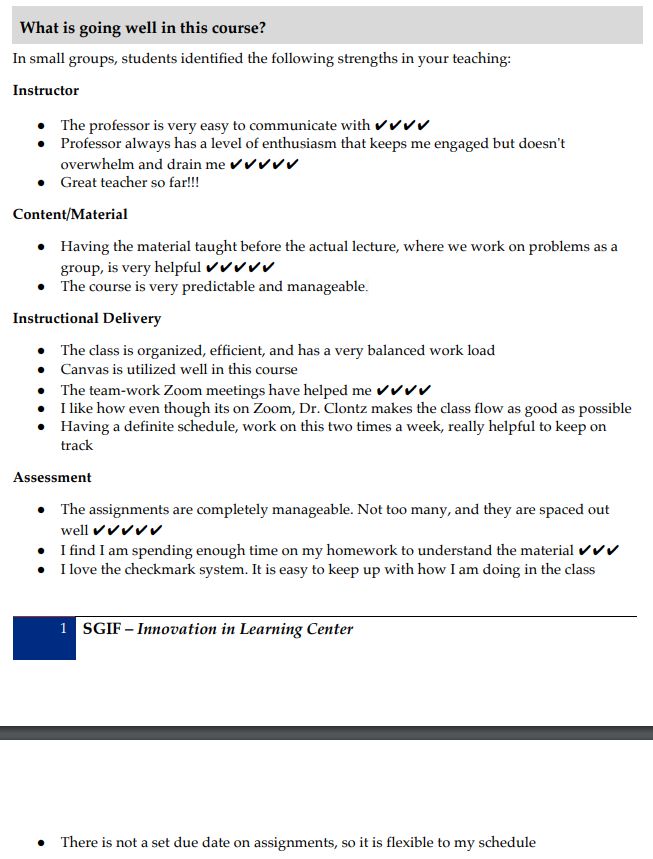 What is going well in this course?
In small groups, students identified the following strengths in your teaching:
Instructor
● The professor is very easy to communicate with ✔✔✔✔
● Professor always has a level of enthusiasm that keeps me engaged but doesn't
overwhelm and drain me ✔✔✔✔✔
● Great teacher so far!!!
Content/Material
● Having the material taught before the actual lecture, where we work on problems as a
group, is very helpful ✔✔✔✔✔
● The course is very predictable and manageable.
Instructional Delivery
● The class is organized, efficient, and has a very balanced work load
● Canvas is utilized well in this course
● The team-work Zoom meetings have helped me ✔✔✔✔
● I like how even though its on Zoom, Dr. Clontz makes the class flow as good as possible
● Having a definite schedule, work on this two times a week, really helpful to keep on
track
Assessment
● The assignments are completely manageable. Not too many, and they are spaced out
well ✔✔✔✔✔
● I find I am spending enough time on my homework to understand the material ✔✔✔
● I love the checkmark system. It is easy to keep up with how I am doing in the class
1 SGIF – Innovation in Learning Center
● There is not a set due date on assignments, so it is flexible to my schedule